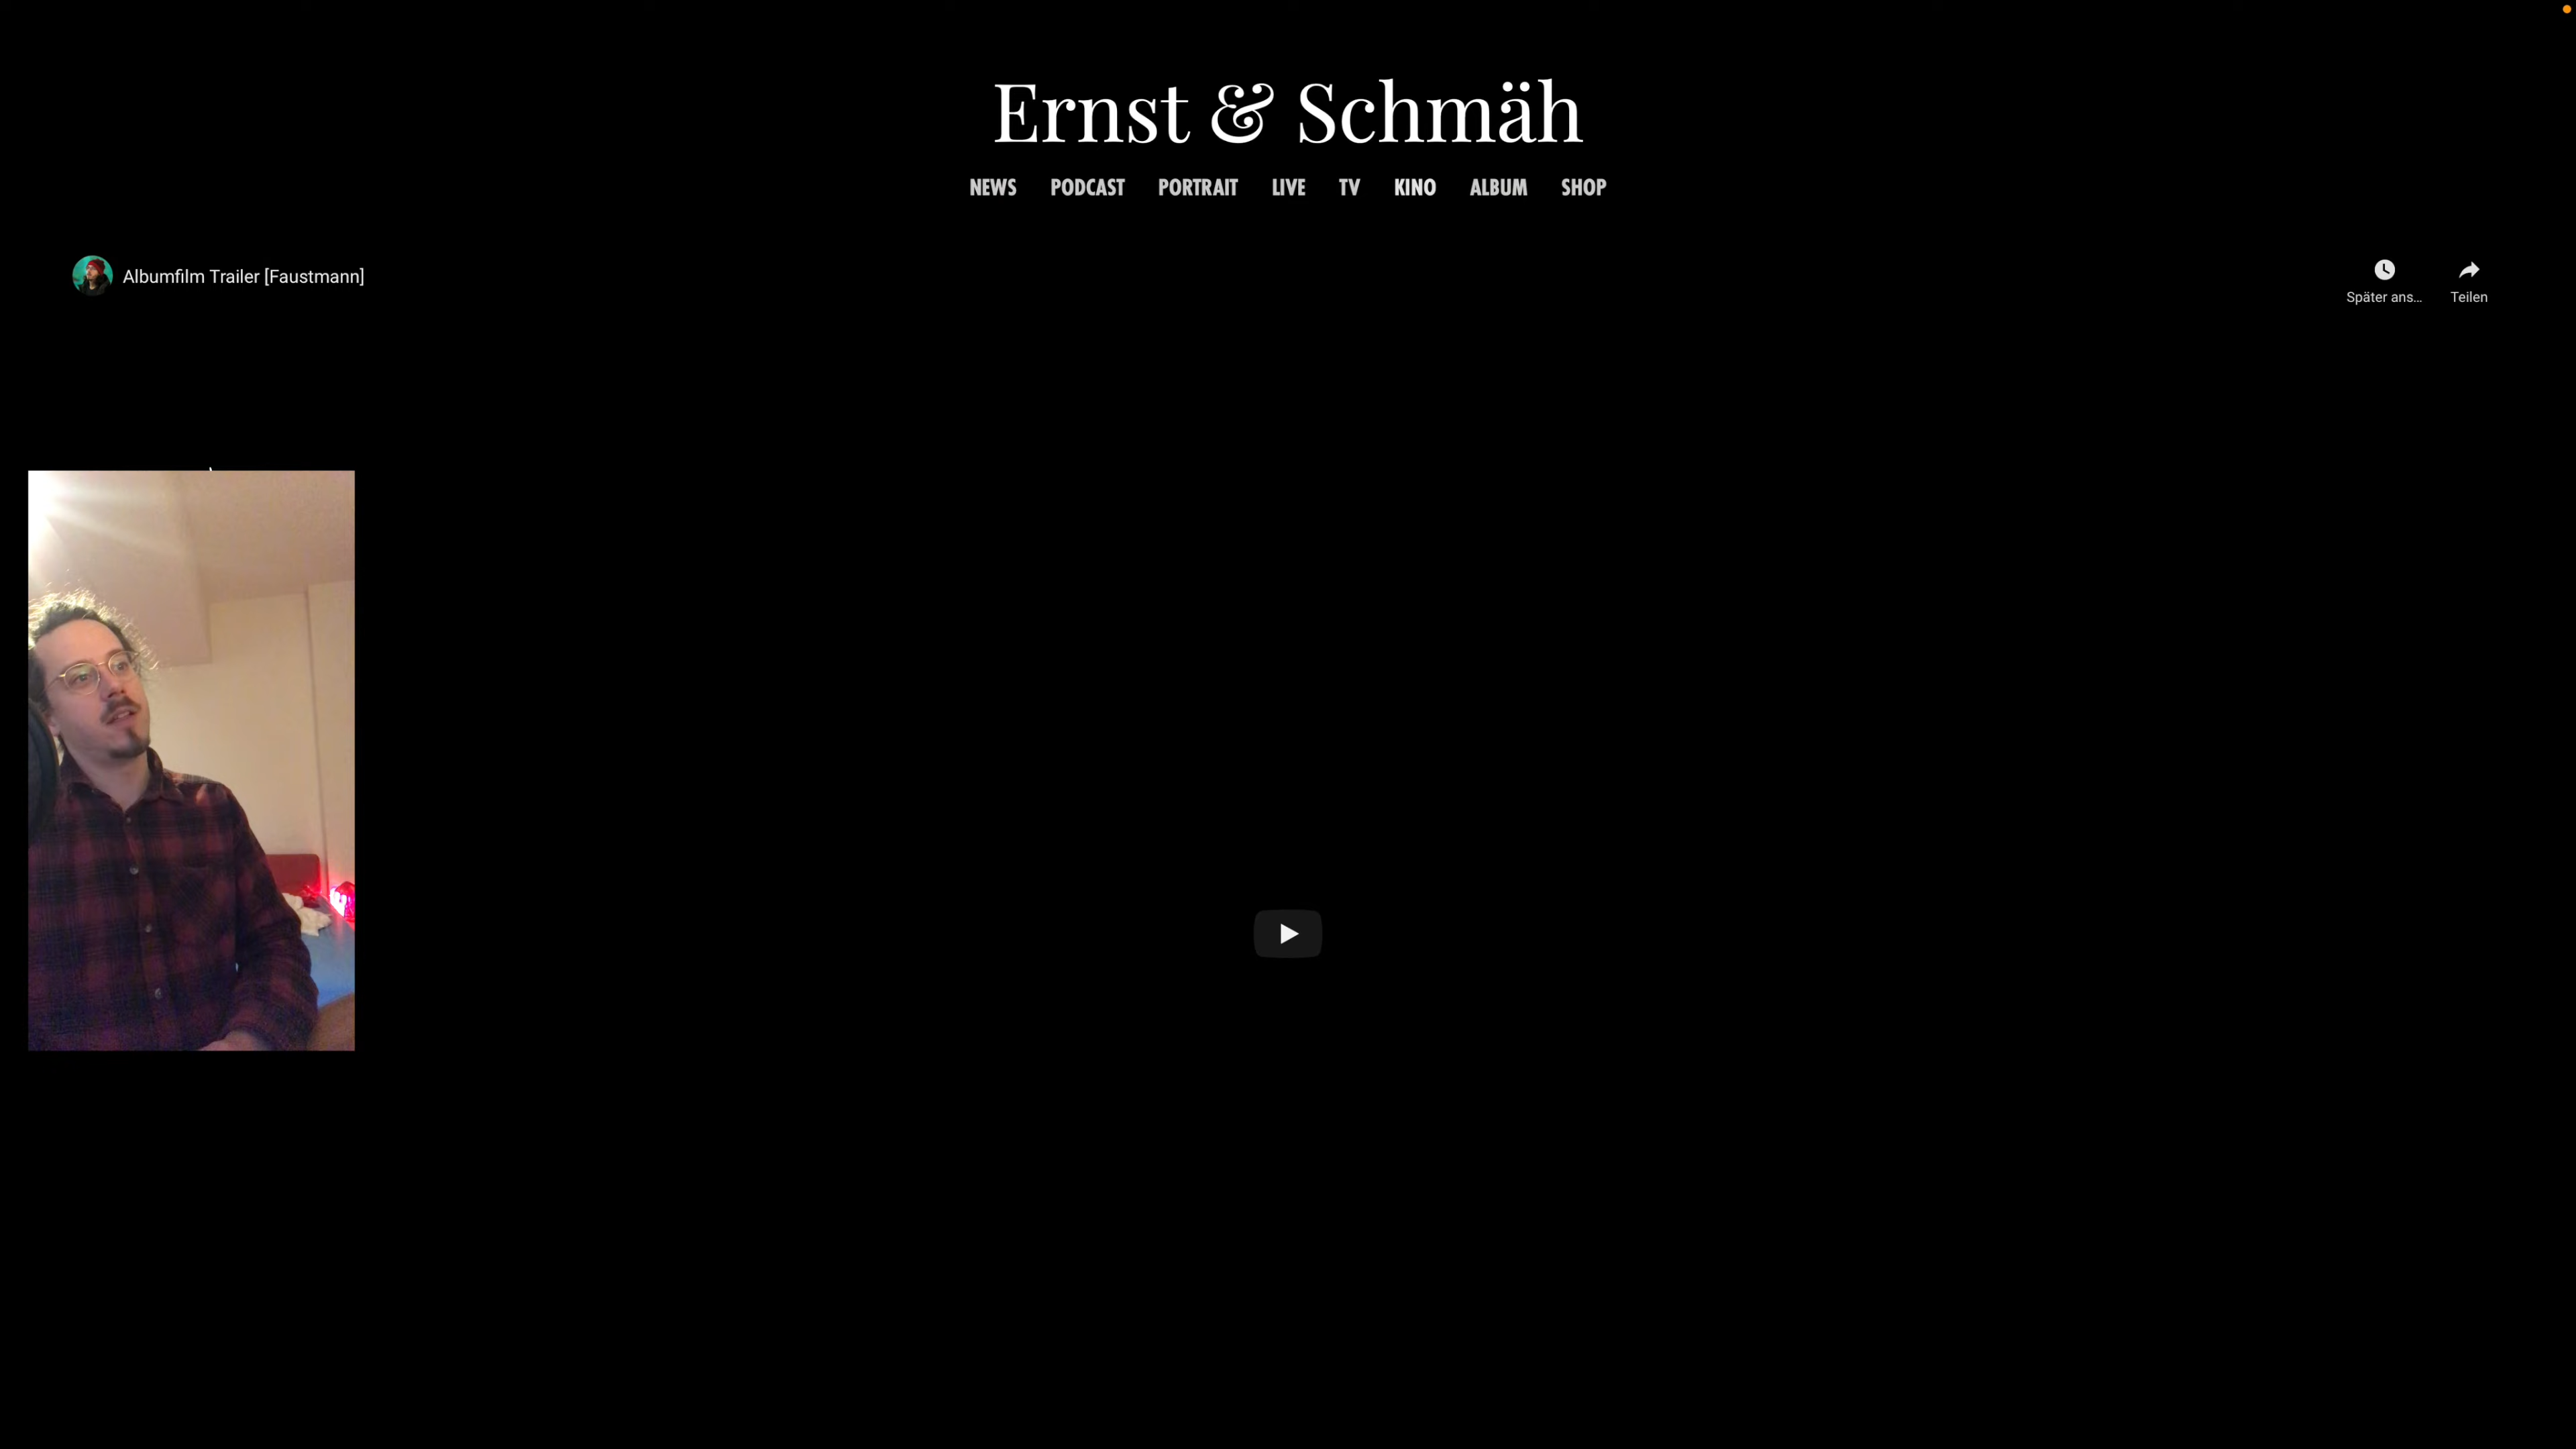 Ernst & Schmäh
NEWS PODCAST PORTRAIT LIVE TV KINO ALBUM SHOP
Albumfilm Trailer [Faustmann]
Später ans...
Teilen